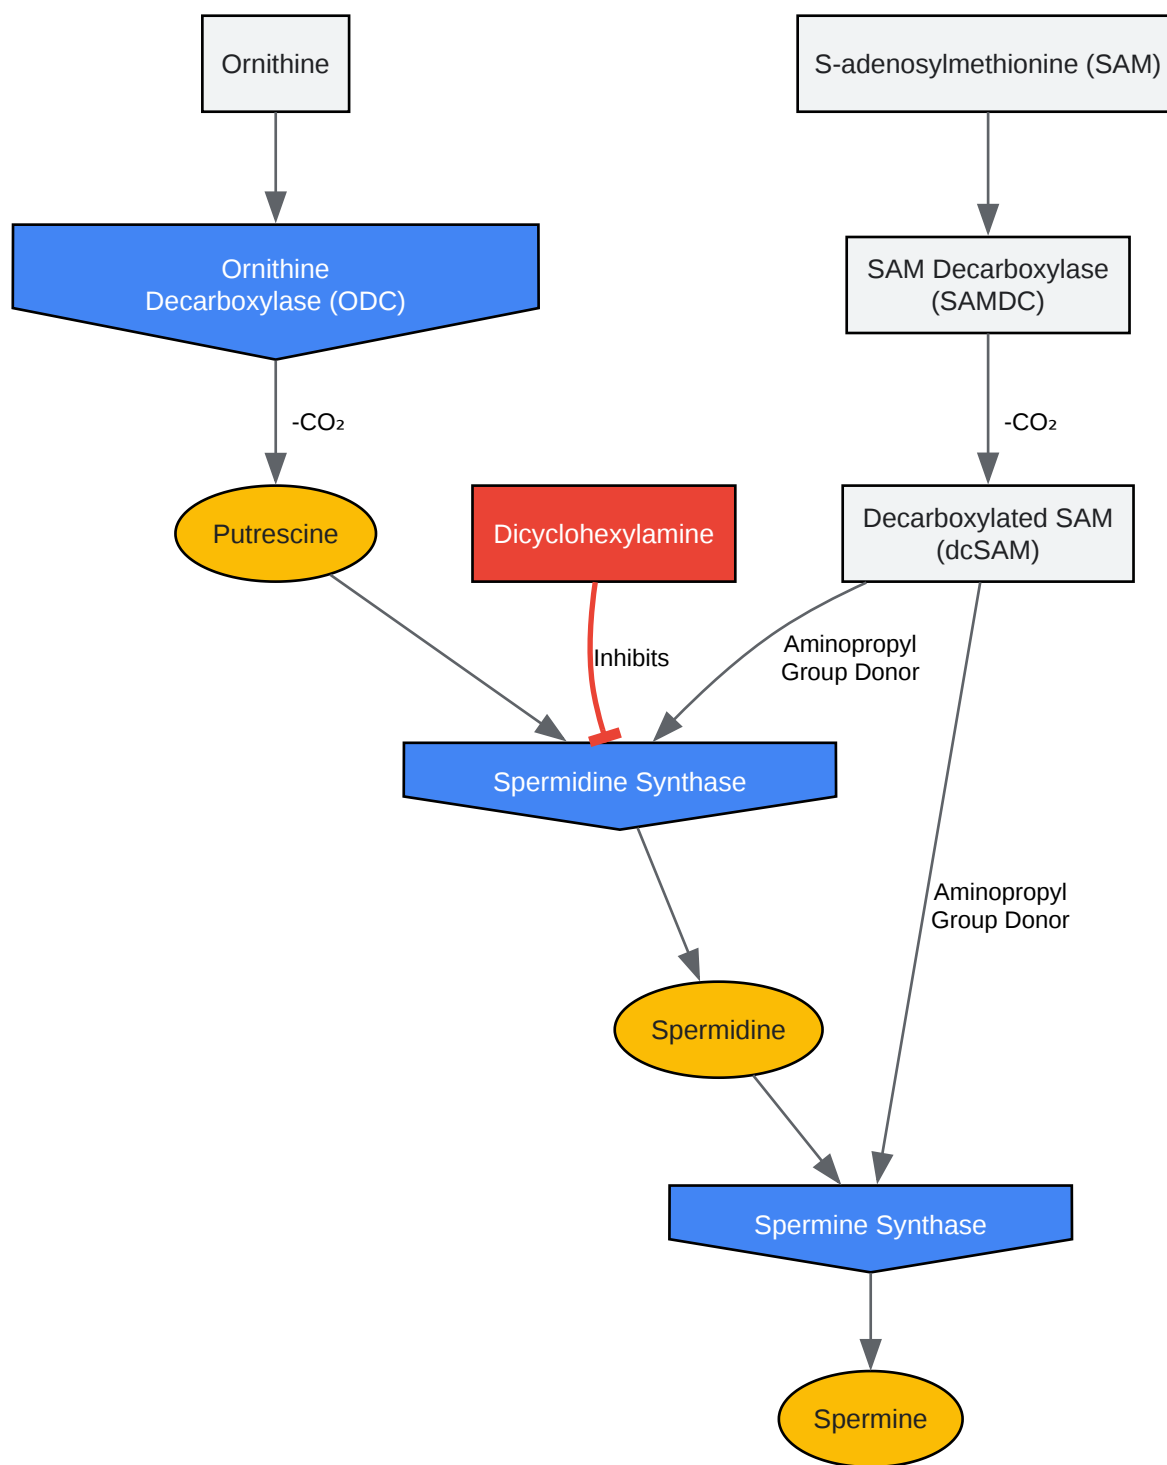 Ornithine
S-adenosylmethionine (SAM)
Ornithine
Decarboxylase (ODC)
SAM Decarboxylase
(SAMDC)
-CO₂
-CO₂
Putrescine
Dicyclohexylamine
Decarboxylated SAM
(dcSAM)
Inhibits
Aminopropyl
Group Donor
Spermidine Synthase
Aminopropyl
Group Donor
Spermidine
Spermine Synthase
Spermine